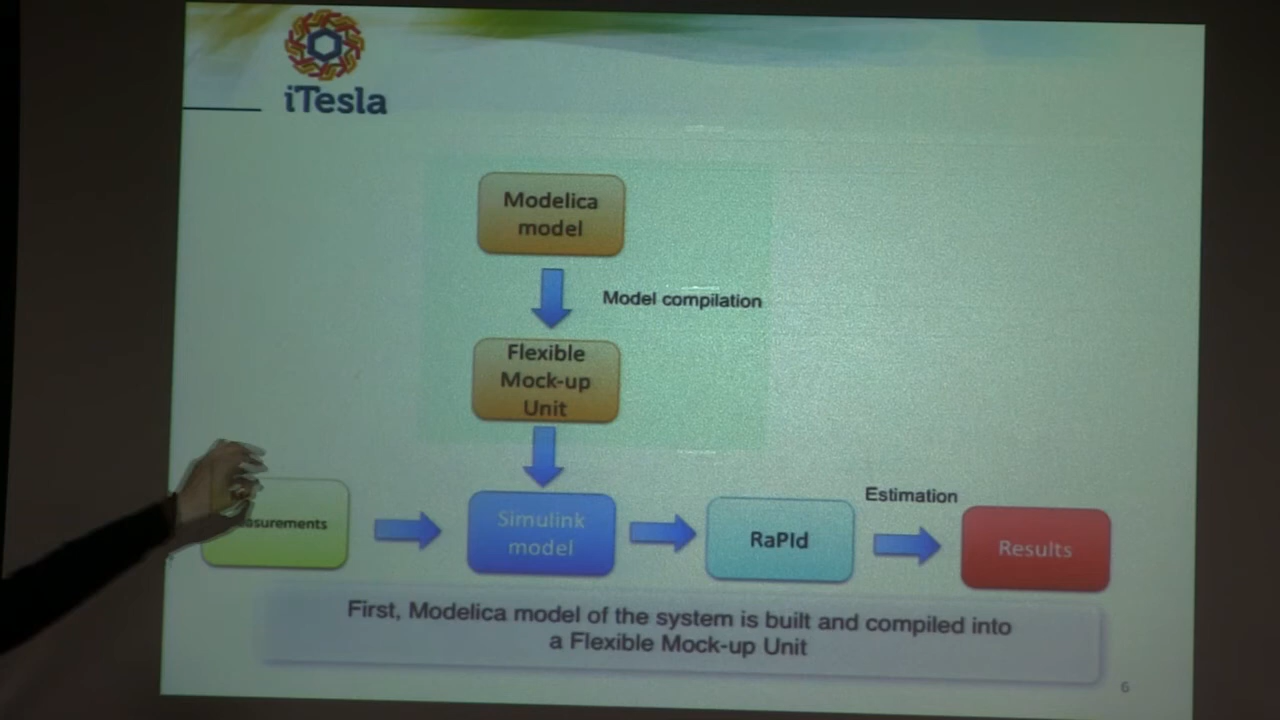 iTesla
Modelica
model
Model compilation
Flexible
Mock-up
Unit
Estimation
Simulink
model
RaPId
Results
First, Modelica model of the system is built and compiled into
a Flexible Mock-up Unit
6